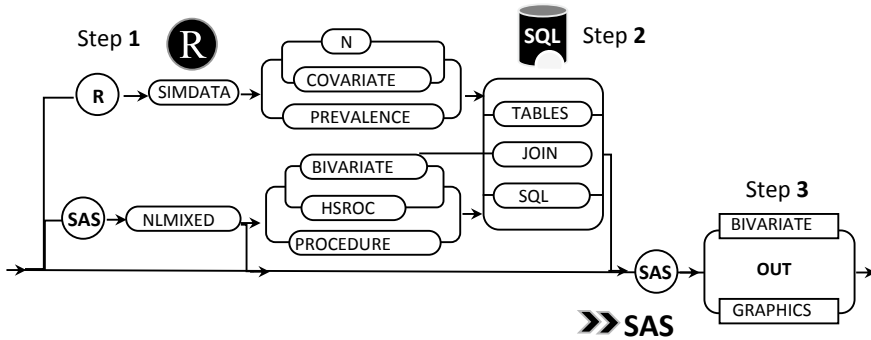 Step 1
R
SQL
Step 2
N
COVARIATE
R
SIMDATA
PREVALENCE
TABLES
JOIN
SQL
BIVARIATE
HSROC
SAS
NLMIXED
PROCEDURE
Step 3
BIVARIATE
SAS
OUT
GRAPHICS
SAS